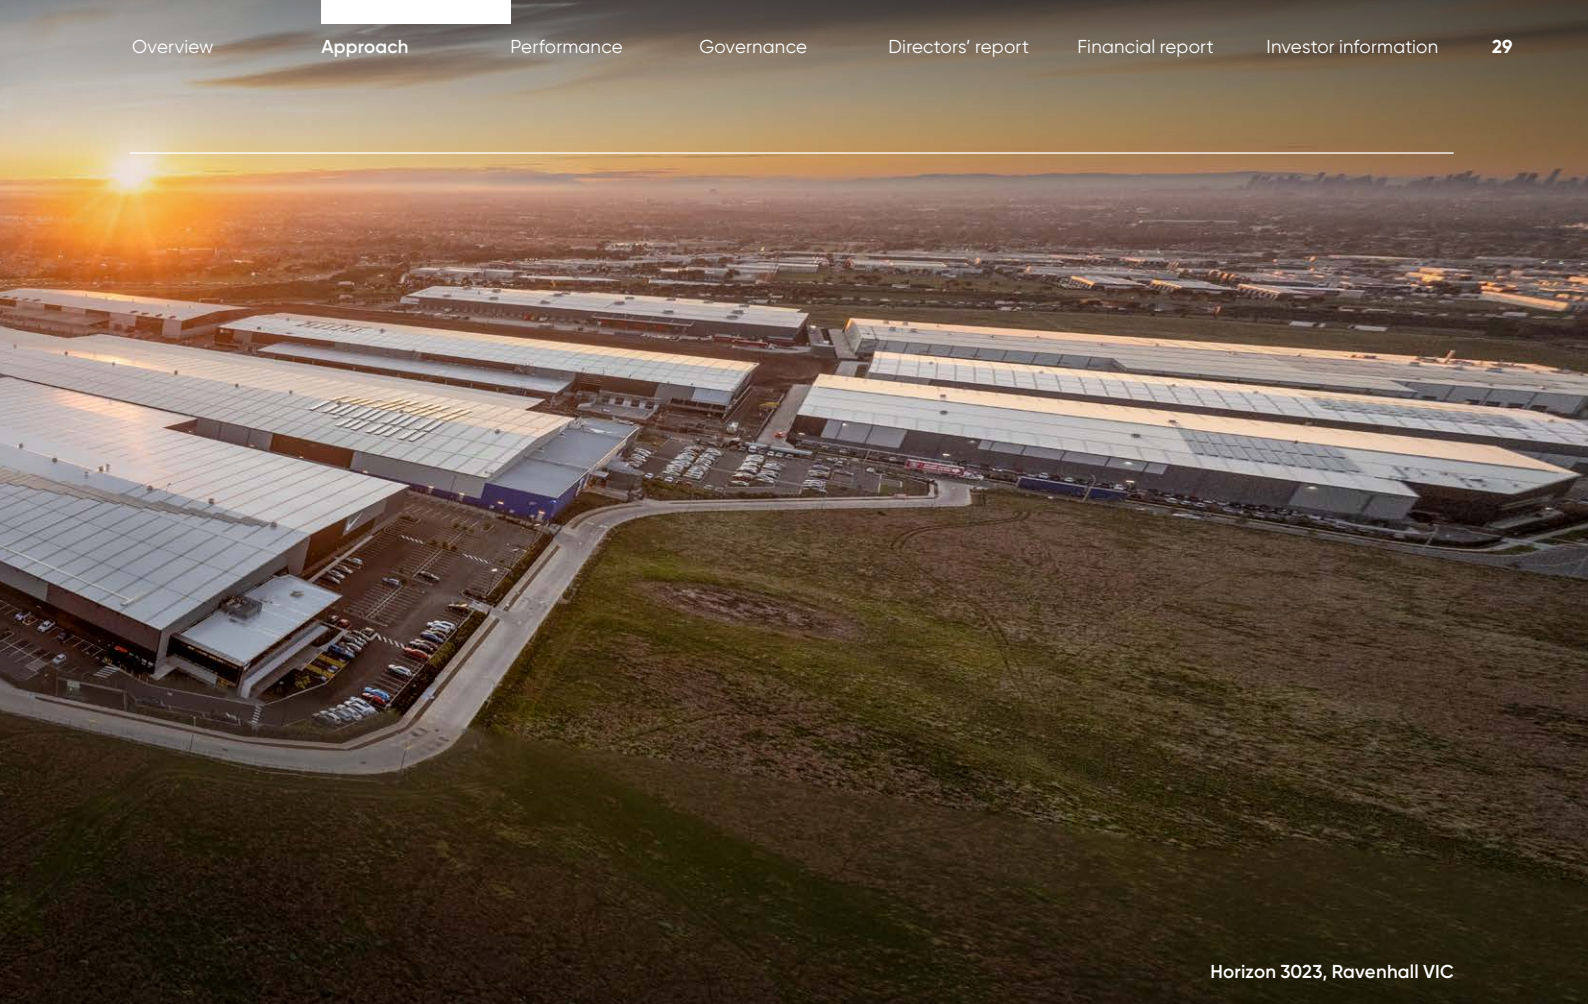 Overview Approach Performance Governance Directors’ report Financial report Investor information 29
Horizon 3023, Ravenhall VIC